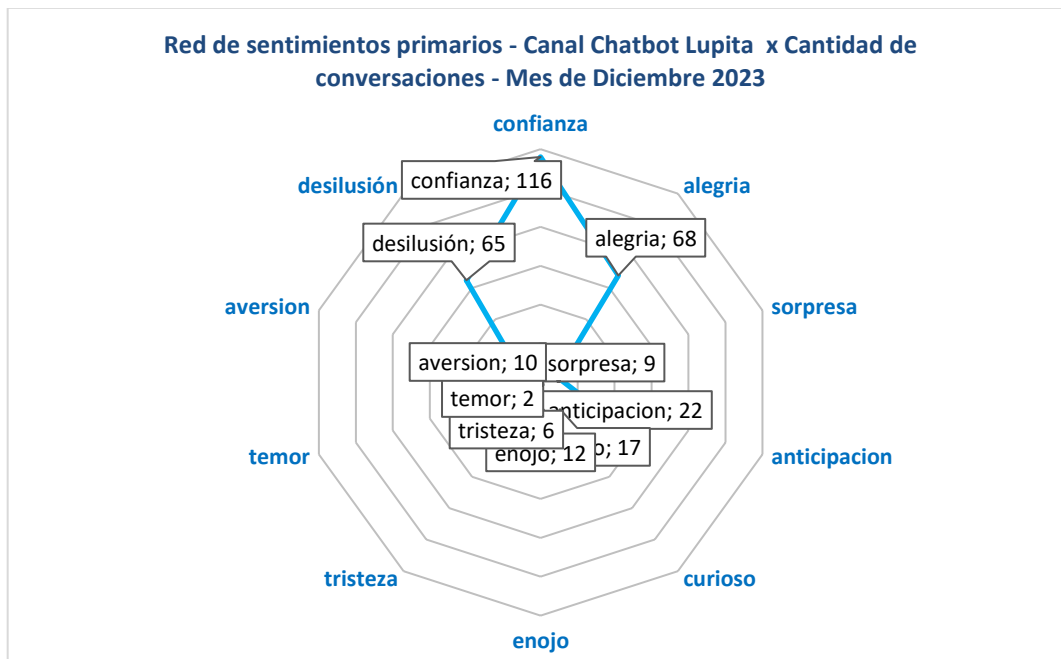 Red de sentimientos primarios - Canal Chatbot Lupita x Cantidad de
conversaciones - Mes de Diciembre 2023
confianza
desilusión
confianza; 116
alegria
desilusión; 65
alegria; 68
aversion
sorpresa
aversion; 10
sorpresa; 9
temor; 2
anticipacion; 22
tristeza; 6
enojo; 12
o; 17
temor
anticipacion
tristeza
curioso
enojo